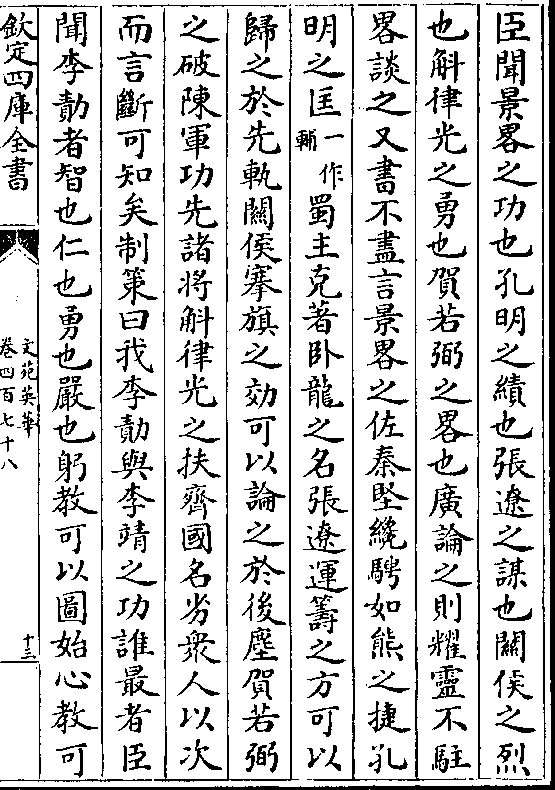 臣聞景畧之功也孔明之績也張遼之謀也關侯之烈
也斛律光之勇也賀若弼之畧也廣論之則耀靈不駐
畧談之又書不盡言景畧之佐秦堅纔騁如熊之捷孔
明之匡一作輔蜀主克著卧龍之名張遼運籌之方可以
歸之於先軌關侯搴旗之効可以論之於後塵賀若弼
之破陳軍功先諸將斛律光之扶齊國名劣衆人以次
而言斷可知矣制策曰我李勣與李靖之功誰最者臣
聞李勣者智也仁也勇也嚴也躬教可以圖始心教可
欽定四庫全書
文苑英華
卷四百七十八
十三